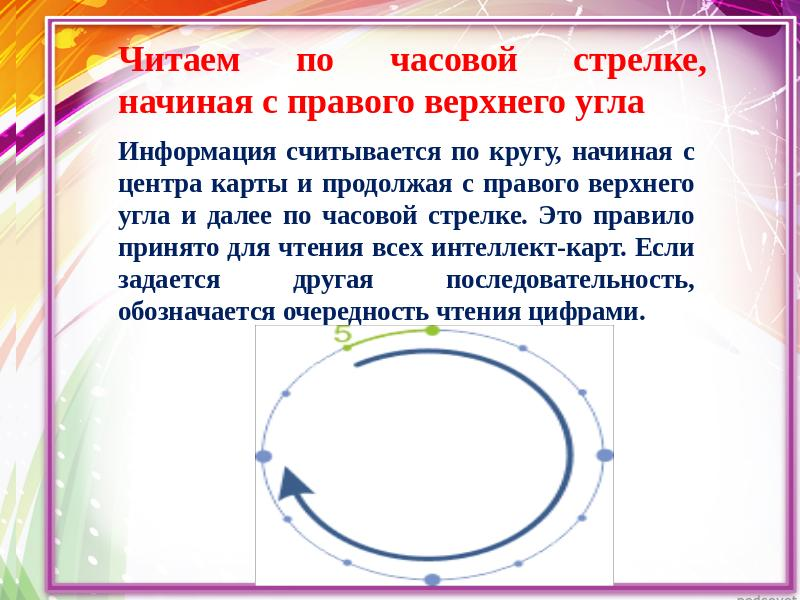 Читаем по часовой стрелке,
начиная с правого верхнего угла
Информация считывается по кругу, начиная с
центра карты и продолжая с правого верхнего
угла и далее по часовой стрелке. Это правило
принято для чтения всех интеллект-карт. Если
задается другая последовательность,
обозначается очередность чтения цифрами.
5